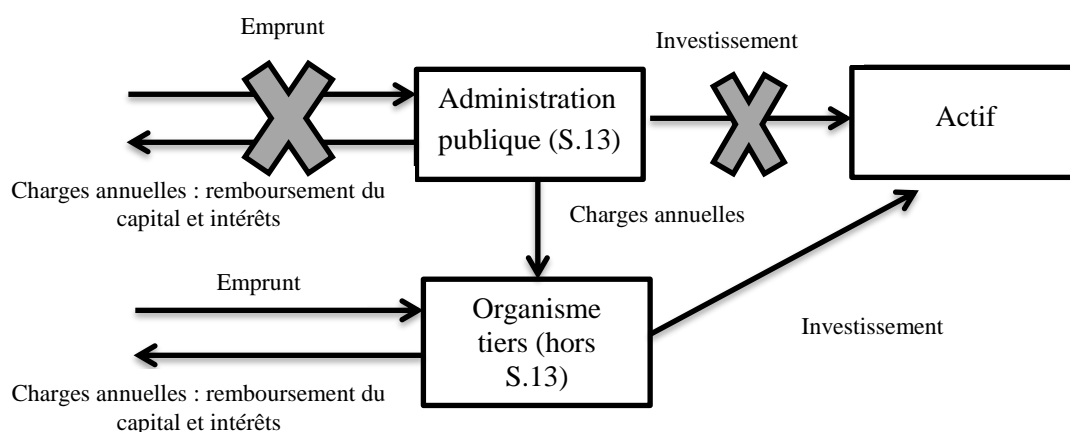 Emprunt
Investissement
Administration
publique (S.13)
Actif
Charges annuelles : remboursement du
capital et intérêts
Charges annuelles
Emprunt
Organisme
tiers (hors
S.13)
Investissement
Charges annuelles : remboursement du
capital et intérêts